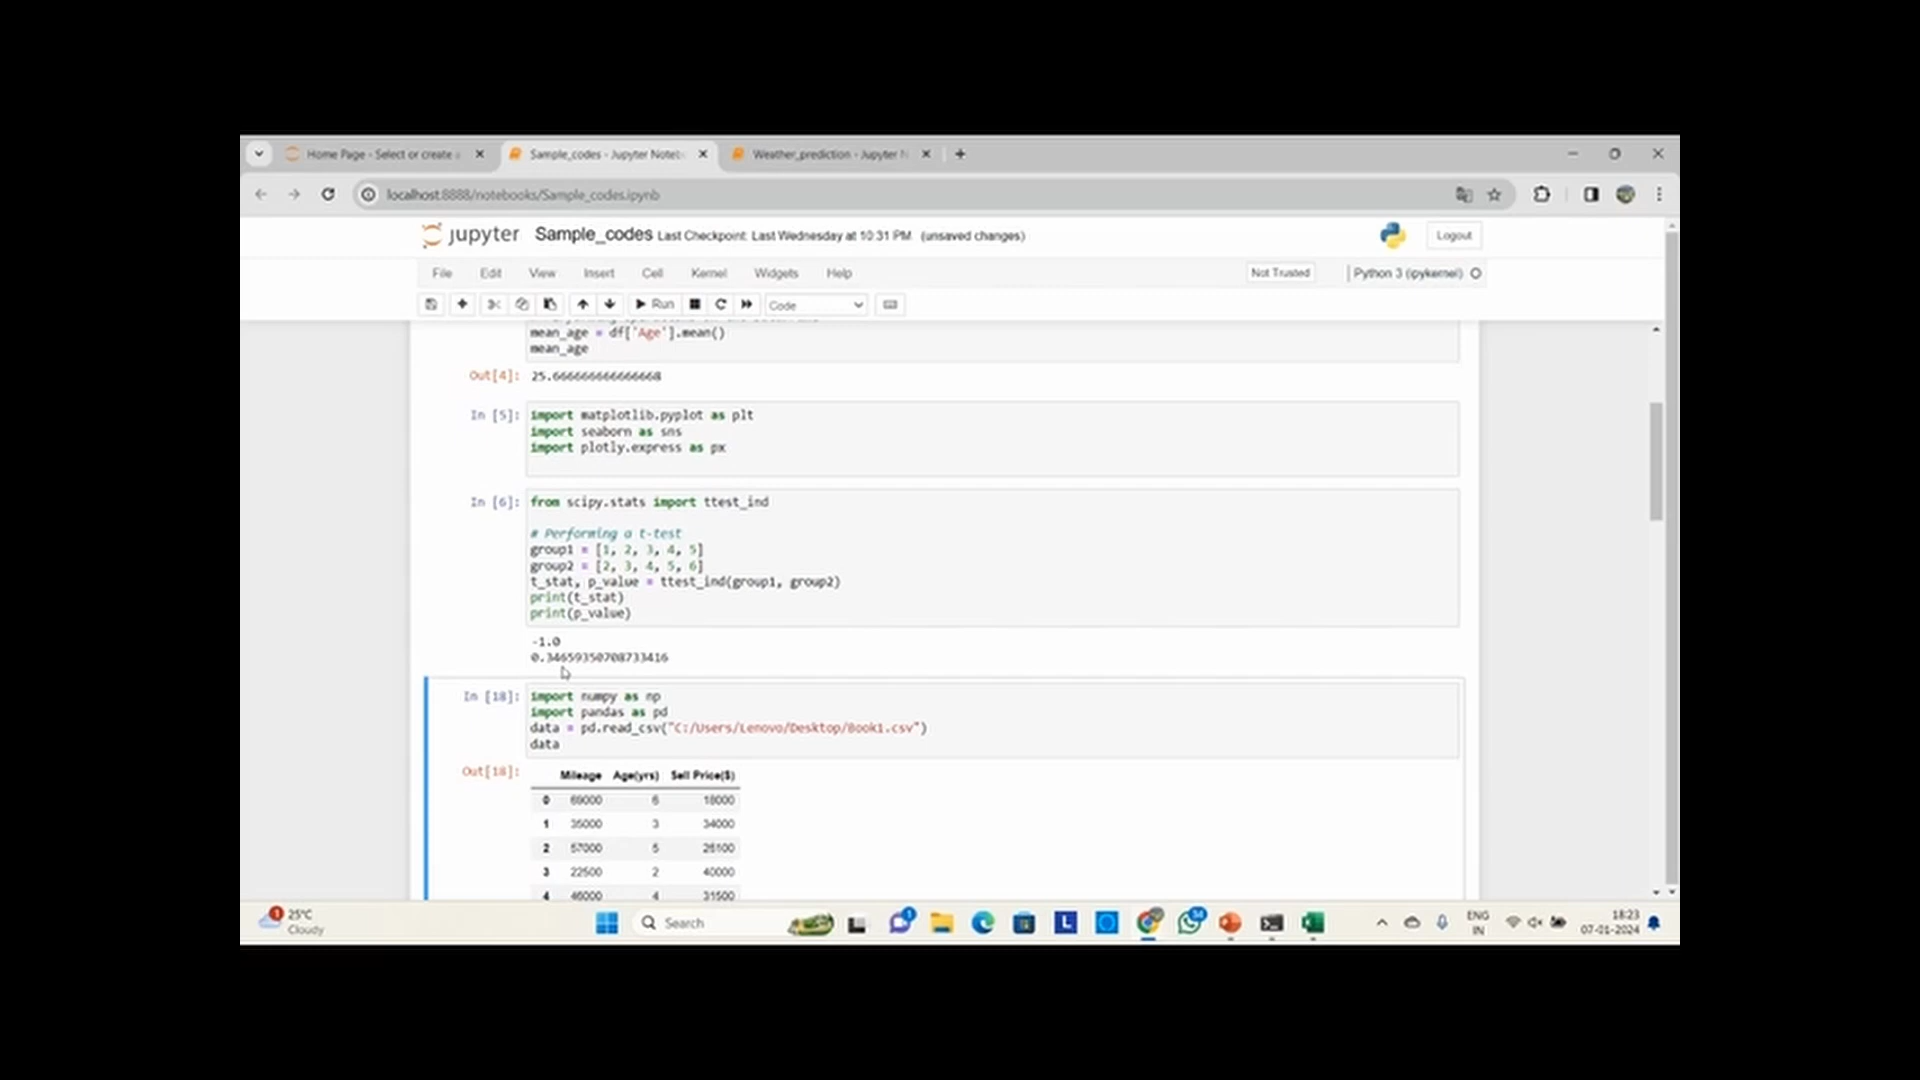 Home Page - Select or create a
Sample_codes - Jupyter Noteb
Weather_prediction - Jupyter N
localhost:8888/notebooks/Sample_codes.ipynb
jupyter Sample_codes Last Checkpoint: Last Wednesday at 10:31 PM (unsaved changes)
Logout
File Edit View Insert Cell Kernel Widgets Help
Not Trusted
Python 3 (ipykernel)
Run
Code
mean_age = df['Age'].mean()
mean_age
Out[4]: 25.666666666666668
In [5]: import matplotlib.pyplot as plt
import seaborn as sns
import plotly.express as px
In [6]: from scipy.stats import ttest_ind
# Performing a t-test
group1 = [1, 2, 3, 4, 5]
group2 = [2, 3, 4, 5, 6]
t_stat, p_value = ttest_ind(group1, group2)
print(t_stat)
print(p_value)
-1.0
0.34659350708733416
In [18]: import numpy as np
import pandas as pd
data = pd.read_csv("C:/Users/Lenovo/Desktop/Book1.csv")
data
Out[18]:
Mileage Age(yrs) Sell Price($)
0 69000 6 18000
1 35000 3 34000
2 57000 5 26100
3 22500 2 40000
4 46000 4 31500
1
25°C
Cloudy
Search
1
34
ENG
IN
18:23
07-01-2024